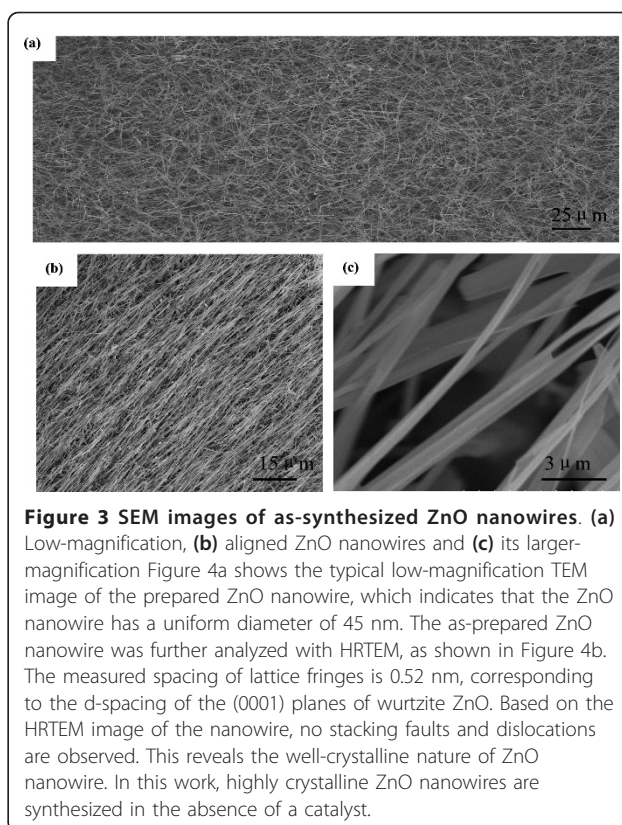 (a)
25 μm
(b)
(c)
15 μm
3 μm
Figure 3 SEM images of as-synthesized ZnO nanowires. (a)
Low-magnification, (b) aligned ZnO nanowires and (c) its larger-
magnification Figure 4a shows the typical low-magnification TEM
image of the prepared ZnO nanowire, which indicates that the ZnO
nanowire has a uniform diameter of 45 nm. The as-prepared ZnO
nanowire was further analyzed with HRTEM, as shown in Figure 4b.
The measured spacing of lattice fringes is 0.52 nm, corresponding
to the d-spacing of the (0001) planes of wurtzite ZnO. Based on the
HRTEM image of the nanowire, no stacking faults and dislocations
are observed. This reveals the well-crystalline nature of ZnO
nanowire. In this work, highly crystalline ZnO nanowires are
synthesized in the absence of a catalyst.